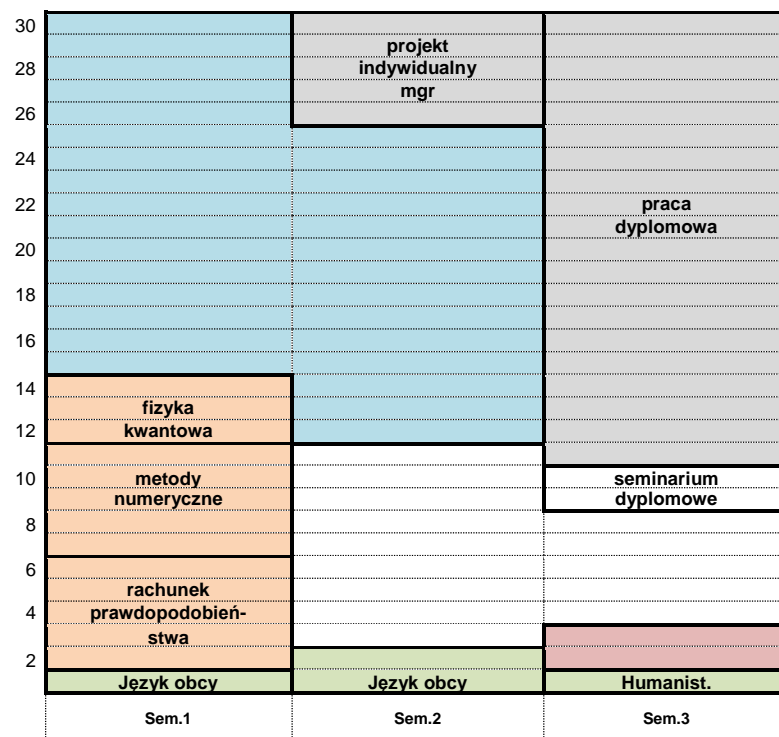 30
28
26
24
22
20
18
16
14
12
10
8
6
4
2
projekt
indywidualny
mgr
praca
dyplomowa
fizyka
kwantowa
metody
numeryczne
seminarium
dyplomowe
rachunek
prawdopodobień-
stwa
Język obcy
Język obcy
Humanist.
Sem.1
Sem.2
Sem.3